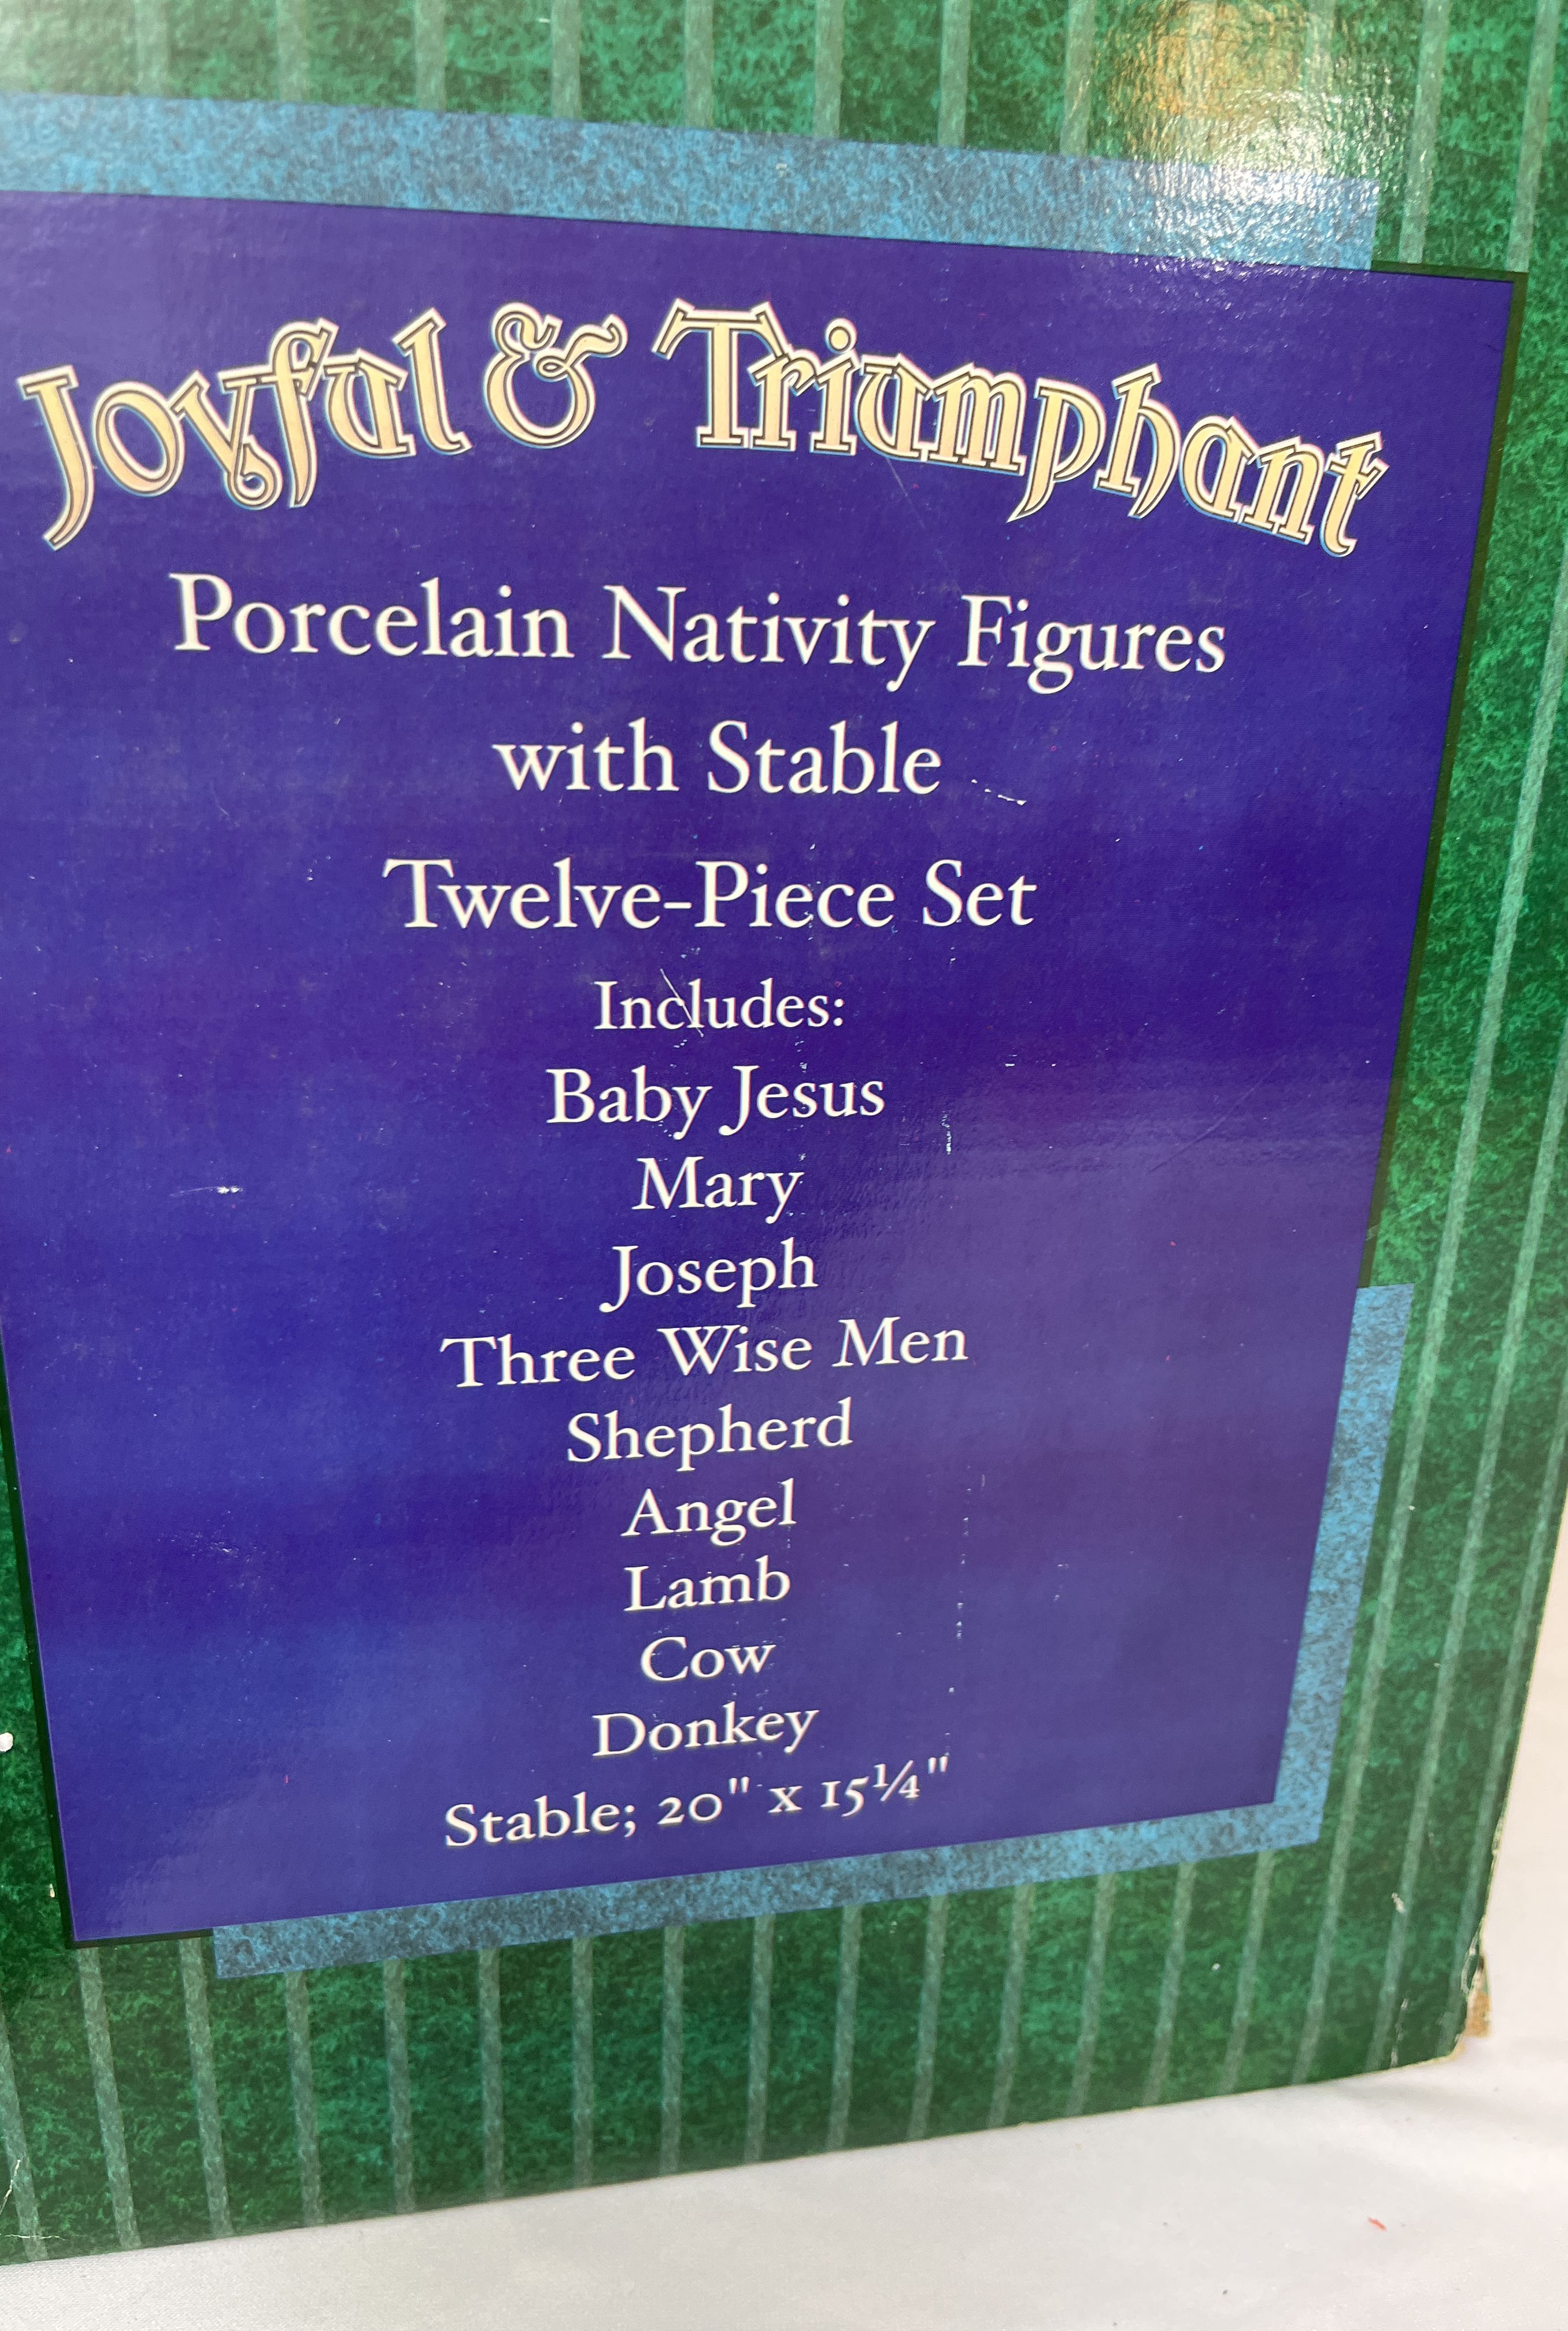 Joyful & Triumphant
Porcelain Nativity Figures
with Stable
Twelve-Piece Set
Includes:
Baby Jesus
Mary
Joseph
Three Wise Men
Shepherd
Angel
Lamb
Cow
Donkey
Stable; 20" x 15¼"